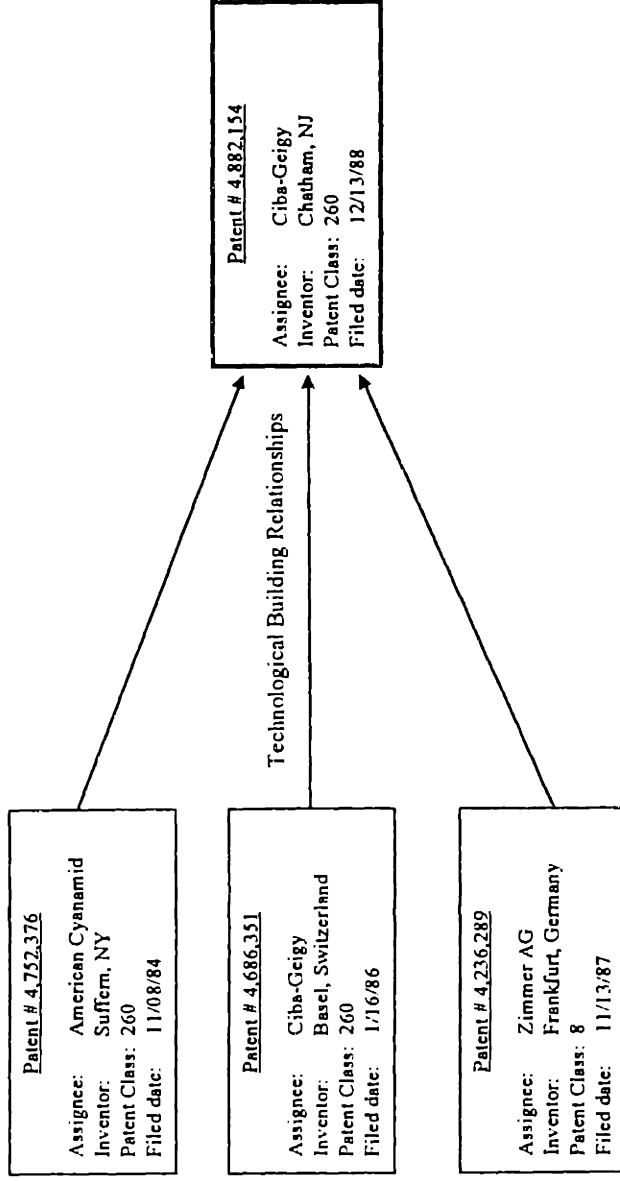 Patent # 4,752,376
Assignee: American Cyanamid
Inventor: Suffern, NY
Patent Class: 260
Filed date: 11/08/84
Patent # 4,686,351
Assignee: Ciba-Geigy
Inventor: Basel, Switzerland
Patent Class: 260
Filed date: 1/16/86
Patent # 4,236,289
Assignee: Zimmer AG
Inventor: Frankfurt, Germany
Patent Class: 8
Filed date: 11/13/87
Technological Building Relationships
Patent # 4,882,154
Assignee: Ciba-Geigy
Inventor: Chatham, NJ
Patent Class: 260
Filed date: 12/13/88